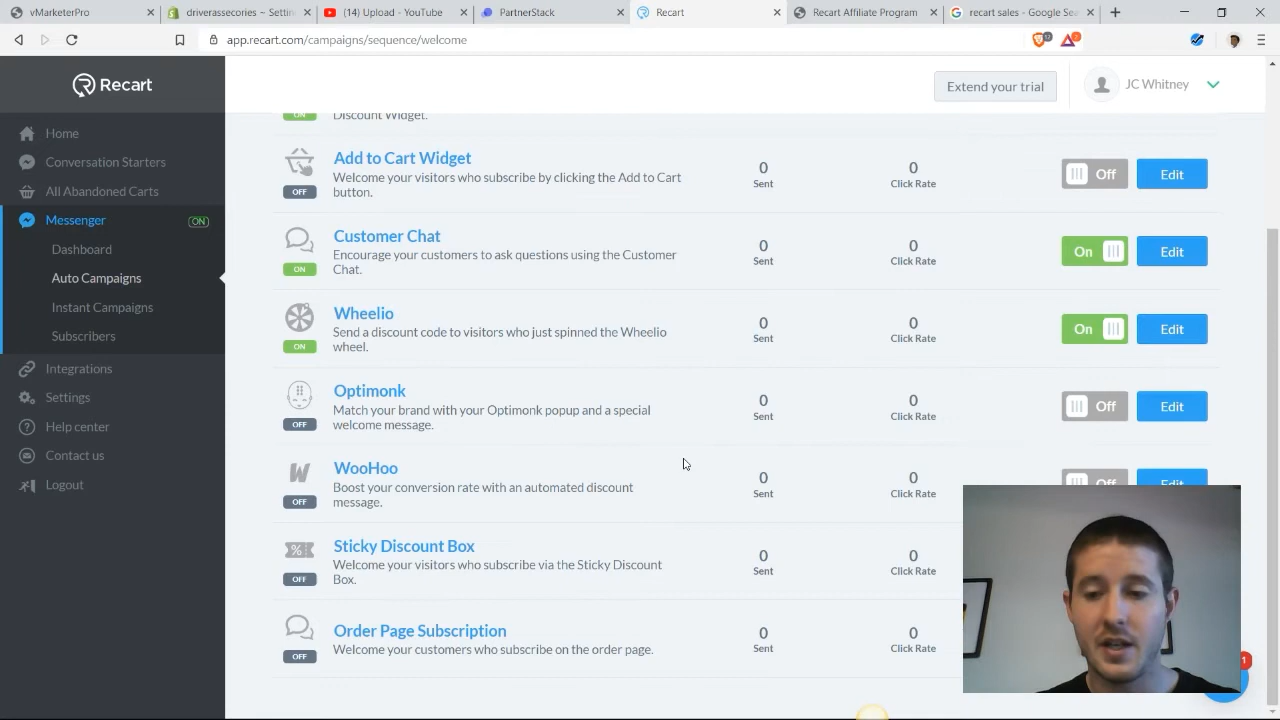 vMarketerPro
driverassecories ~ Settin
(14) Upload - YouTube
PartnerStack
Recart
Recart Affiliate Program
recart sales - Google Sea
app.recart.com/campaigns/sequence/welcome
Recart
Extend your trial
JC Whitney
Home
Conversation Starters
All Abandoned Carts
Messenger
ON
Dashboard
Auto Campaigns
Instant Campaigns
Subscribers
Integrations
Settings
Help center
Contact us
Logout
ON
Discount Widget.
OFF
Add to Cart Widget
Welcome your visitors who subscribe by clicking the Add to Cart
button.
0
Sent
0
Click Rate
Off
Edit
ON
Customer Chat
Encourage your customers to ask questions using the Customer
Chat.
0
Sent
0
Click Rate
On
Edit
ON
Wheelio
Send a discount code to visitors who just spinned the Wheelio
wheel.
0
Sent
0
Click Rate
On
Edit
OFF
Optimonk
Match your brand with your Optimonk popup and a special
welcome message.
0
Sent
0
Click Rate
Off
Edit
W
OFF
WooHoo
Boost your conversion rate with an automated discount
message.
0
Sent
0
Click Rate
Off
Edit
%
OFF
Sticky Discount Box
Welcome your visitors who subscribe via the Sticky Discount
Box.
0
Sent
0
Click Rate
OFF
Order Page Subscription
Welcome your customers who subscribe on the order page.
0
Sent
0
Click Rate
1